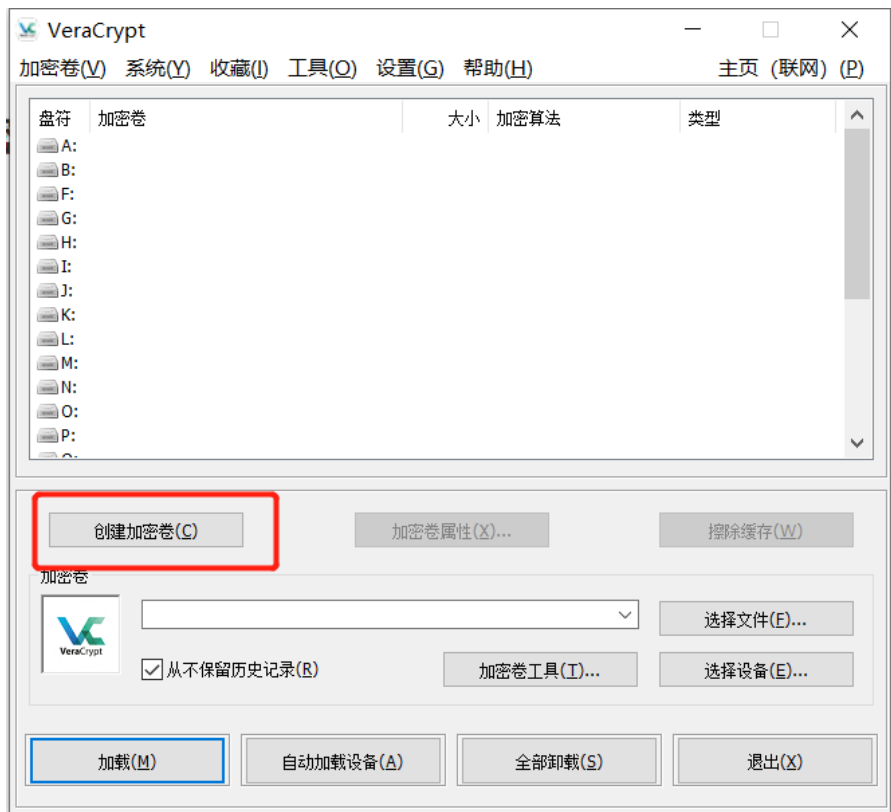 VeraCrypt
加密卷(V) 系统(Y) 收藏(I) 工具(O) 设置(G) 帮助(H) 主页 (联网) (P)
盘符 加密卷 大小 加密算法 类型
A:
B:
F:
G:
H:
I:
J:
K:
L:
M:
N:
O:
P:
创建加密卷(C) 加密卷属性(X)... 擦除缓存(W)
加密卷
VeraCrypt
选择文件(F)...
从不保留历史记录(R) 加密卷工具(T)... 选择设备(E)...
加载(M) 自动加载设备(A) 全部卸载(S) 退出(X)